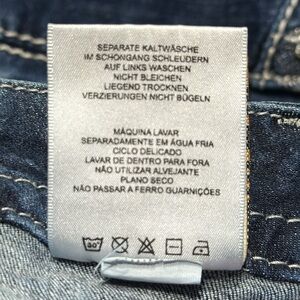 SEPARATE KALTWÄSCHE
IM SCHONGANG SCHLEUDERN
AUF LINKS WASCHEN
NICHT BLEICHEN
LIEGEND TROCKNEN
VERZIERUNGEN NICHT BÜGELN
MÁQUINA LAVAR
SEPARADAMENTE EM ÁGUA FRIA
CICLO DELICADO
LAVAR DE DENTRO PARA FORA
NÃO UTILIZAR ALVEJANTE
PLANO SECO
NÃO PASSAR A FERRO GUARNIÇÕES